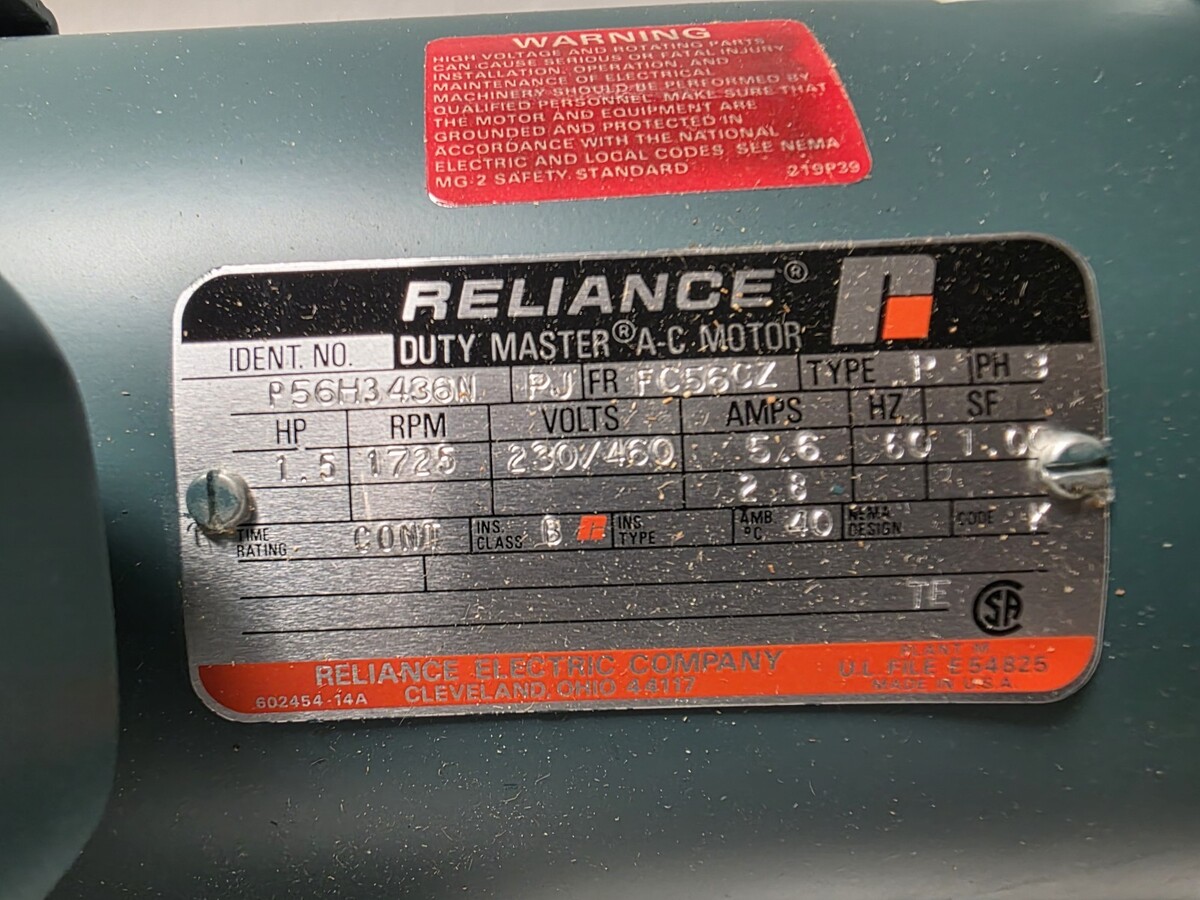 WARNING
HIGH VOLTAGE AND ROTATING PARTS
CAN CAUSE SERIOUS OR FATAL INJURY
INSTALLATION, OPERATION, AND
MAINTENANCE OF ELECTRICAL
MACHINERY SHOULD BE PERFORMED BY
QUALIFIED PERSONNEL. MAKE SURE THAT
THE MOTOR AND EQUIPMENT ARE
GROUNDED AND PROTECTED IN
ACCORDANCE WITH THE NATIONAL
ELECTRIC AND LOCAL CODES, SEE NEMA
MG-2 SAFETY STANDARD 219P39
RELIANCE®
IDENT. NO. DUTY MASTER® A-C MOTOR
P56H3436N PJ FR FC56CZ TYPE P PH 3
HP RPM VOLTS AMPS HZ SF
1.5 1725 230/460 5.6 60 1.0
2.8
TIME RATING CONT INS. CLASS B INS. TYPE AMB °C 40 NEMA DESIGN CODE K
TE SA
RELIANCE ELECTRIC COMPANY PLANT
602454-14A CLEVELAND, OHIO 44117 U.L. FILE E54825
MADE IN U.S.A.